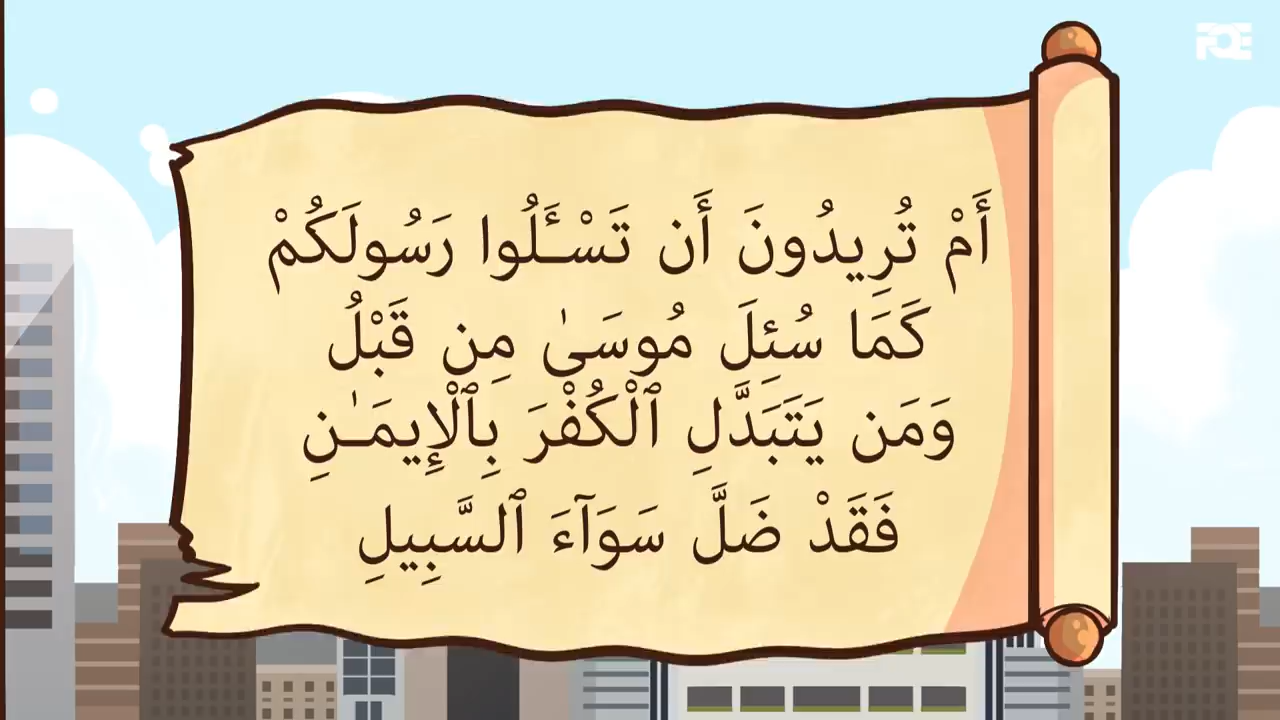 أَمْ تُرِيدُونَ أَن تَسْـَٔلُوا رَسُولَكُمْ
كَمَا سُئِلَ مُوسَىٰ مِن قَبْلُ
وَمَن يَتَبَدَّلِ ٱلْكُفْرَ بِٱلْإِيمَـٰنِ
فَقَدْ ضَلَّ سَوَآءَ ٱلسَّبِيلِ